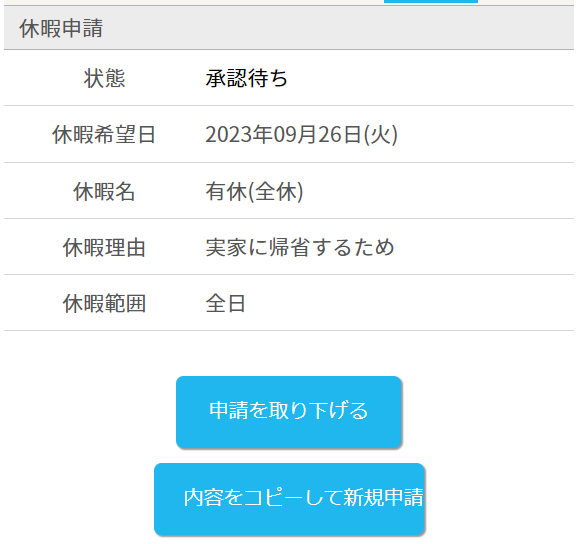 休暇申請
状態 承認待ち
休暇希望日 2023年09月26日(火)
休暇名 有休(全休)
休暇理由 実家に帰省するため
休暇範囲 全日
申請を取り下げる
内容をコピーして新規申請